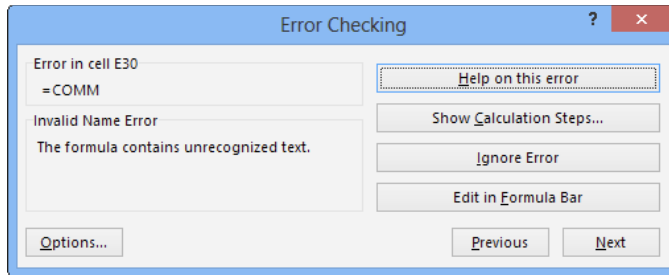 Error Checking
?
×
Error in cell E30
=COMM
Invalid Name Error
The formula contains unrecognized text.
Help on this error
Show Calculation Steps...
Ignore Error
Edit in Formula Bar
Options...
Previous
Next